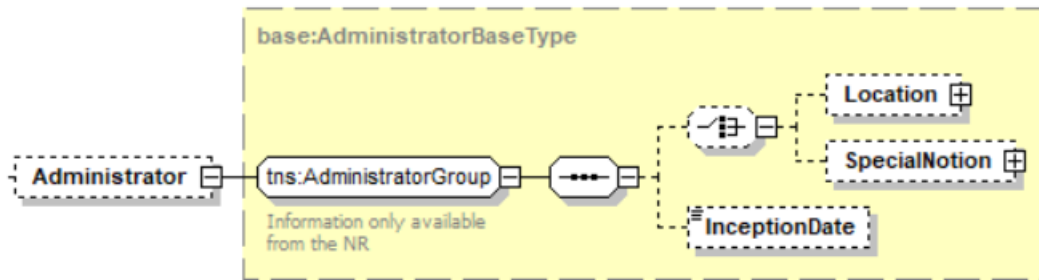 base:AdministratorBaseType
Location
SpecialNotion
Administrator
tns:AdministratorGroup
Information only available
from the NR
InceptionDate